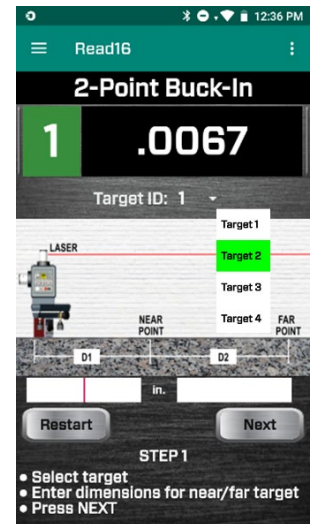 12:36 PM
Read16
2-Point Buck-In
1 .0067
Target ID: 1
Target 1
LASER
Target 2
Target 3
Target 4
NEAR POINT
FAR POINT
D1 D2
in.
Restart Next
STEP 1
• Select target
• Enter dimensions for near/far target
• Press NEXT